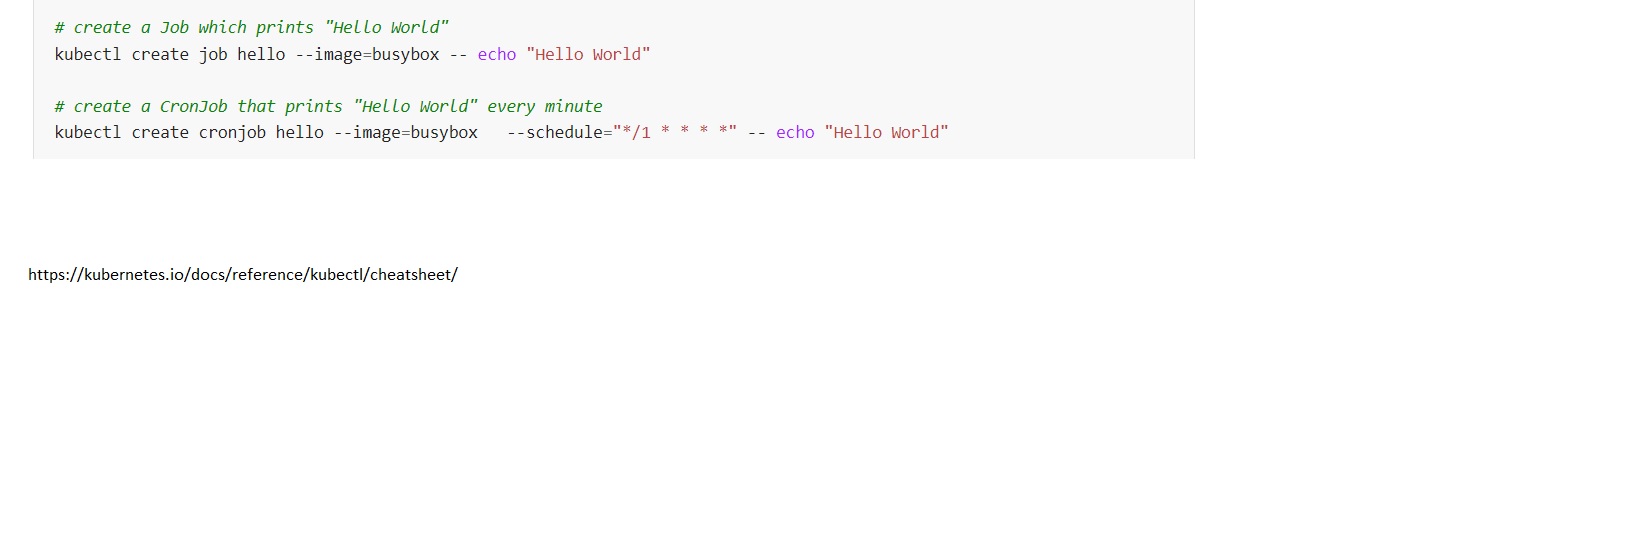 # create a Job which prints "Hello World"
kubectl create job hello --image=busybox -- echo "Hello World"
# create a CronJob that prints "Hello World" every minute
kubectl create cronjob hello --image=busybox   --schedule="*/1 * * * *" -- echo "Hello World"
https://kubernetes.io/docs/reference/kubectl/cheatsheet/